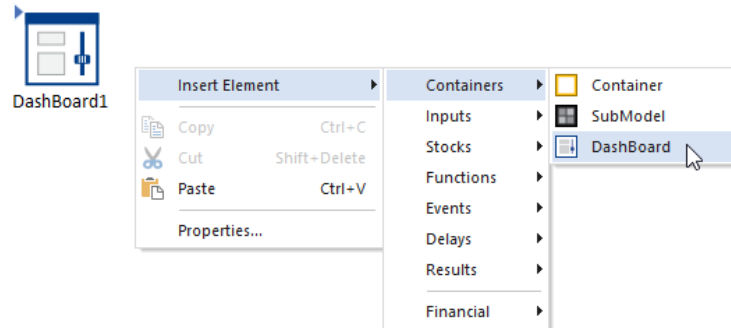 DashBoard1
Insert Element
Copy Ctrl+C
Cut Shift+Delete
Paste Ctrl+V
Properties...
Containers
Inputs
Stocks
Functions
Events
Delays
Results
Financial
Container
SubModel
DashBoard